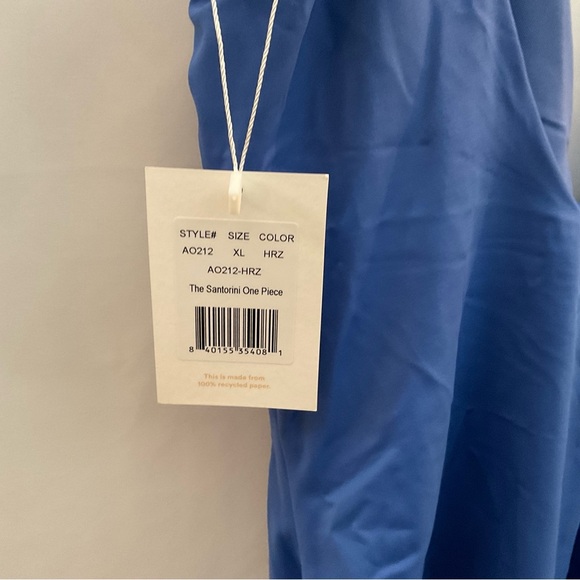 STYLE# SIZE COLOR
AO212 XL HRZ
AO212-HRZ
The Santorini One Piece
8 40155 35408 1
This is made from
100% recycled paper